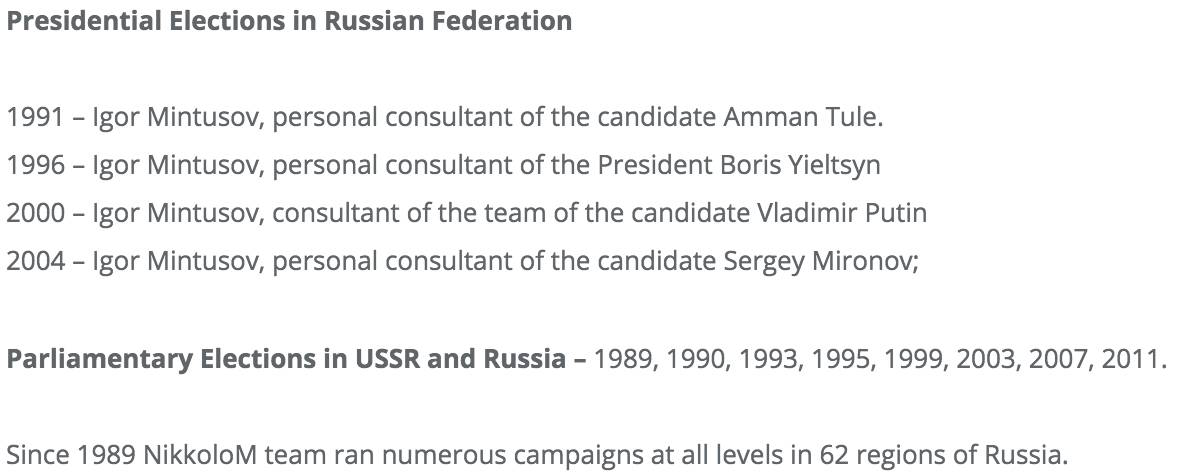 Presidential Elections in Russian Federation
1991 – Igor Mintusov, personal consultant of the candidate Amman Tule.
1996 – Igor Mintusov, personal consultant of the President Boris Yieltsyn
2000 – Igor Mintusov, consultant of the team of the candidate Vladimir Putin
2004 – Igor Mintusov, personal consultant of the candidate Sergey Mironov;
Parliamentary Elections in USSR and Russia – 1989, 1990, 1993, 1995, 1999, 2003, 2007, 2011.
Since 1989 NikkoloM team ran numerous campaigns at all levels in 62 regions of Russia.